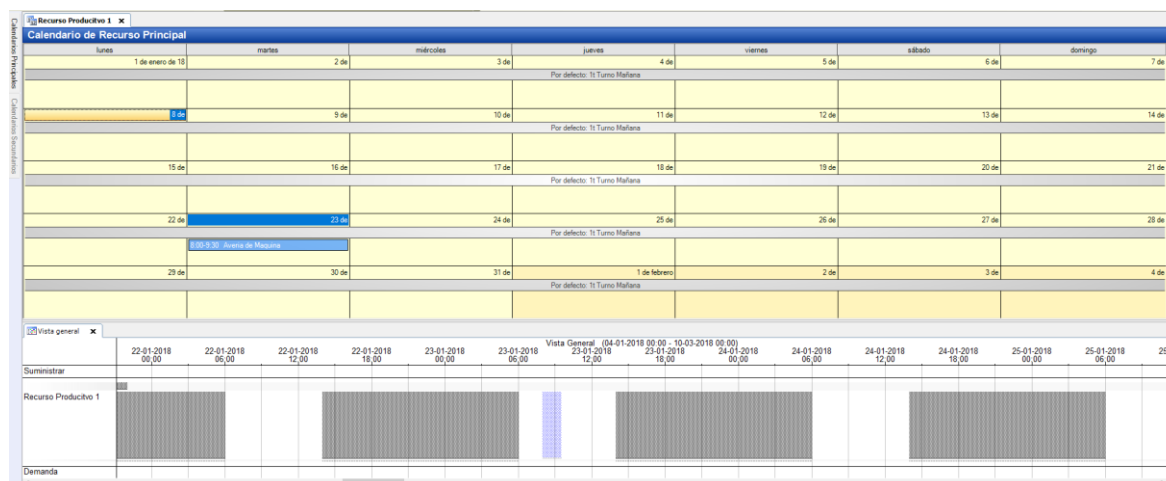 Recurso Producitvo 1
Calendario de Recurso Principal
Calendarios Principales
Calendarios Secundarios
lunes martes miércoles jueves viernes sábado domingo
1 de enero de 18 2 de 3 de 4 de 5 de 6 de 7 de
Por defecto: 1t Turno Mañana
8 de 9 de 10 de 11 de 12 de 13 de 14 de
Por defecto: 1t Turno Mañana
15 de 16 de 17 de 18 de 19 de 20 de 21 de
Por defecto: 1t Turno Mañana
22 de 23 de 24 de 25 de 26 de 27 de 28 de
Por defecto: 1t Turno Mañana
8:00-9:30 Averia de Maquina
29 de 30 de 31 de 1 de febrero 2 de 3 de 4 de
Por defecto: 1t Turno Mañana
Vista general
Vista General (04-01-2018 00:00 - 10-03-2018 00:00)
22-01-2018 22-01-2018 22-01-2018 22-01-2018 23-01-2018 23-01-2018 23-01-2018 23-01-2018 24-01-2018 24-01-2018 24-01-2018 24-01-2018 25-01-2018 25-01-2018 25
00;00 06;00 12;00 18;00 00;00 06;00 12;00 18;00 00;00 06;00 12;00 18;00 00;00 06;00
Suministrar
Recurso Producitvo 1
Demanda